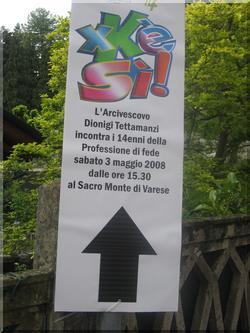 xKé
Sì!
L'Arcivescovo
Dionigi Tettamanzi
incontra i 14enni della
Professione di fede
sabato 3 maggio 2008
dalle ore 15.30
al Sacro Monte di Varese